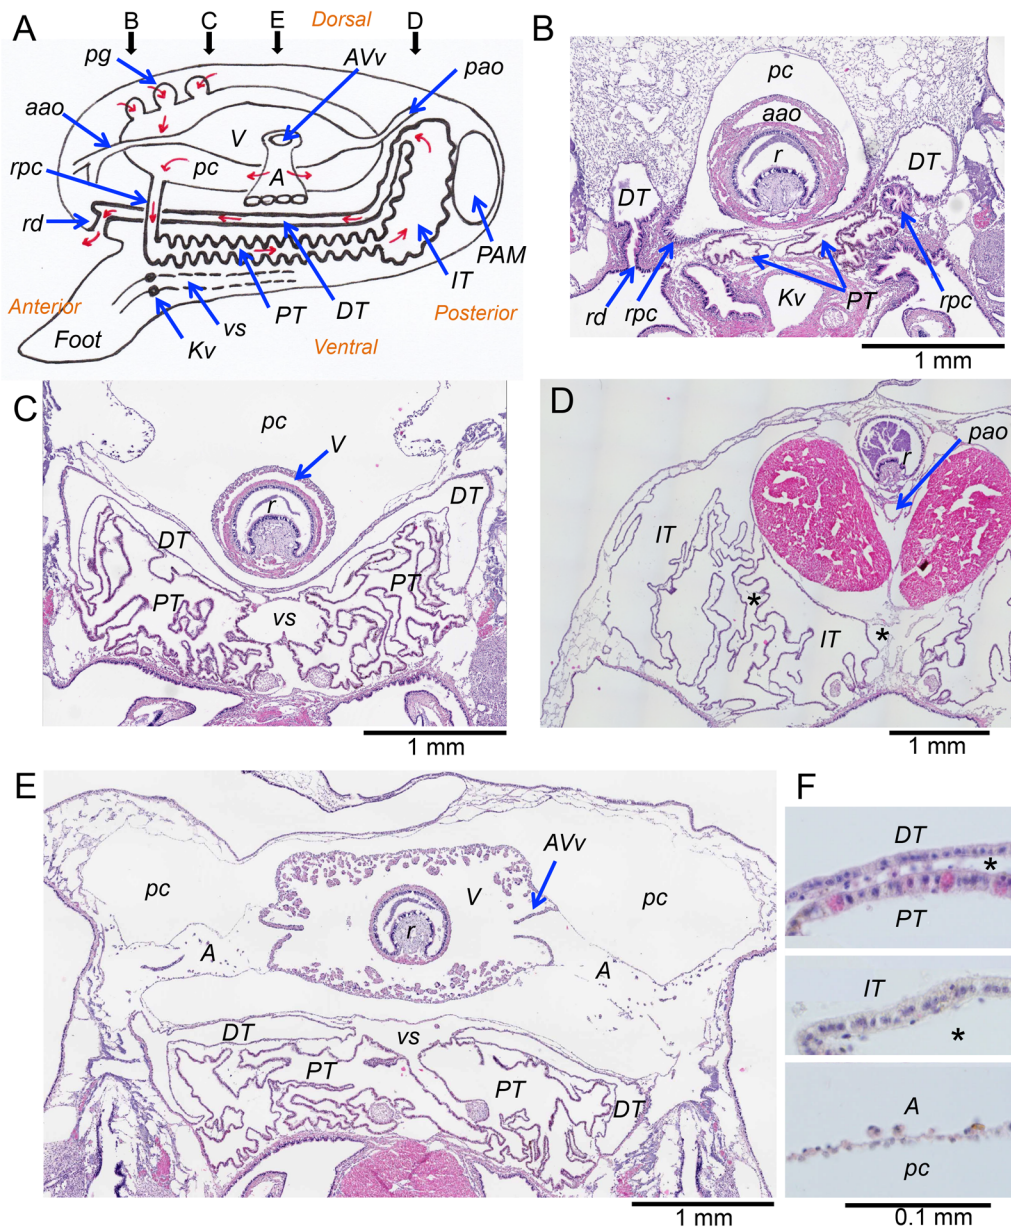 A
B
C
E
Dorsal
D
pg
AVv
pao
aao
V
rpc
pc
A
rd
PAM
IT
Anterior
PT
DT
Posterior
vs
Foot
Kv
Ventral
B
pc
aao
r
DT
DT
Kv
PT
rd
rpc
rpc
1 mm
C
pc
V
r
DT
DT
PT
PT
vs
1 mm
D
pao
r
IT
*
IT
*
1 mm
E
AVv
pc
V
pc
r
A
A
DT
vs
PT
PT
DT
1 mm
F
DT
*
PT
IT
*
A
pc
0.1 mm